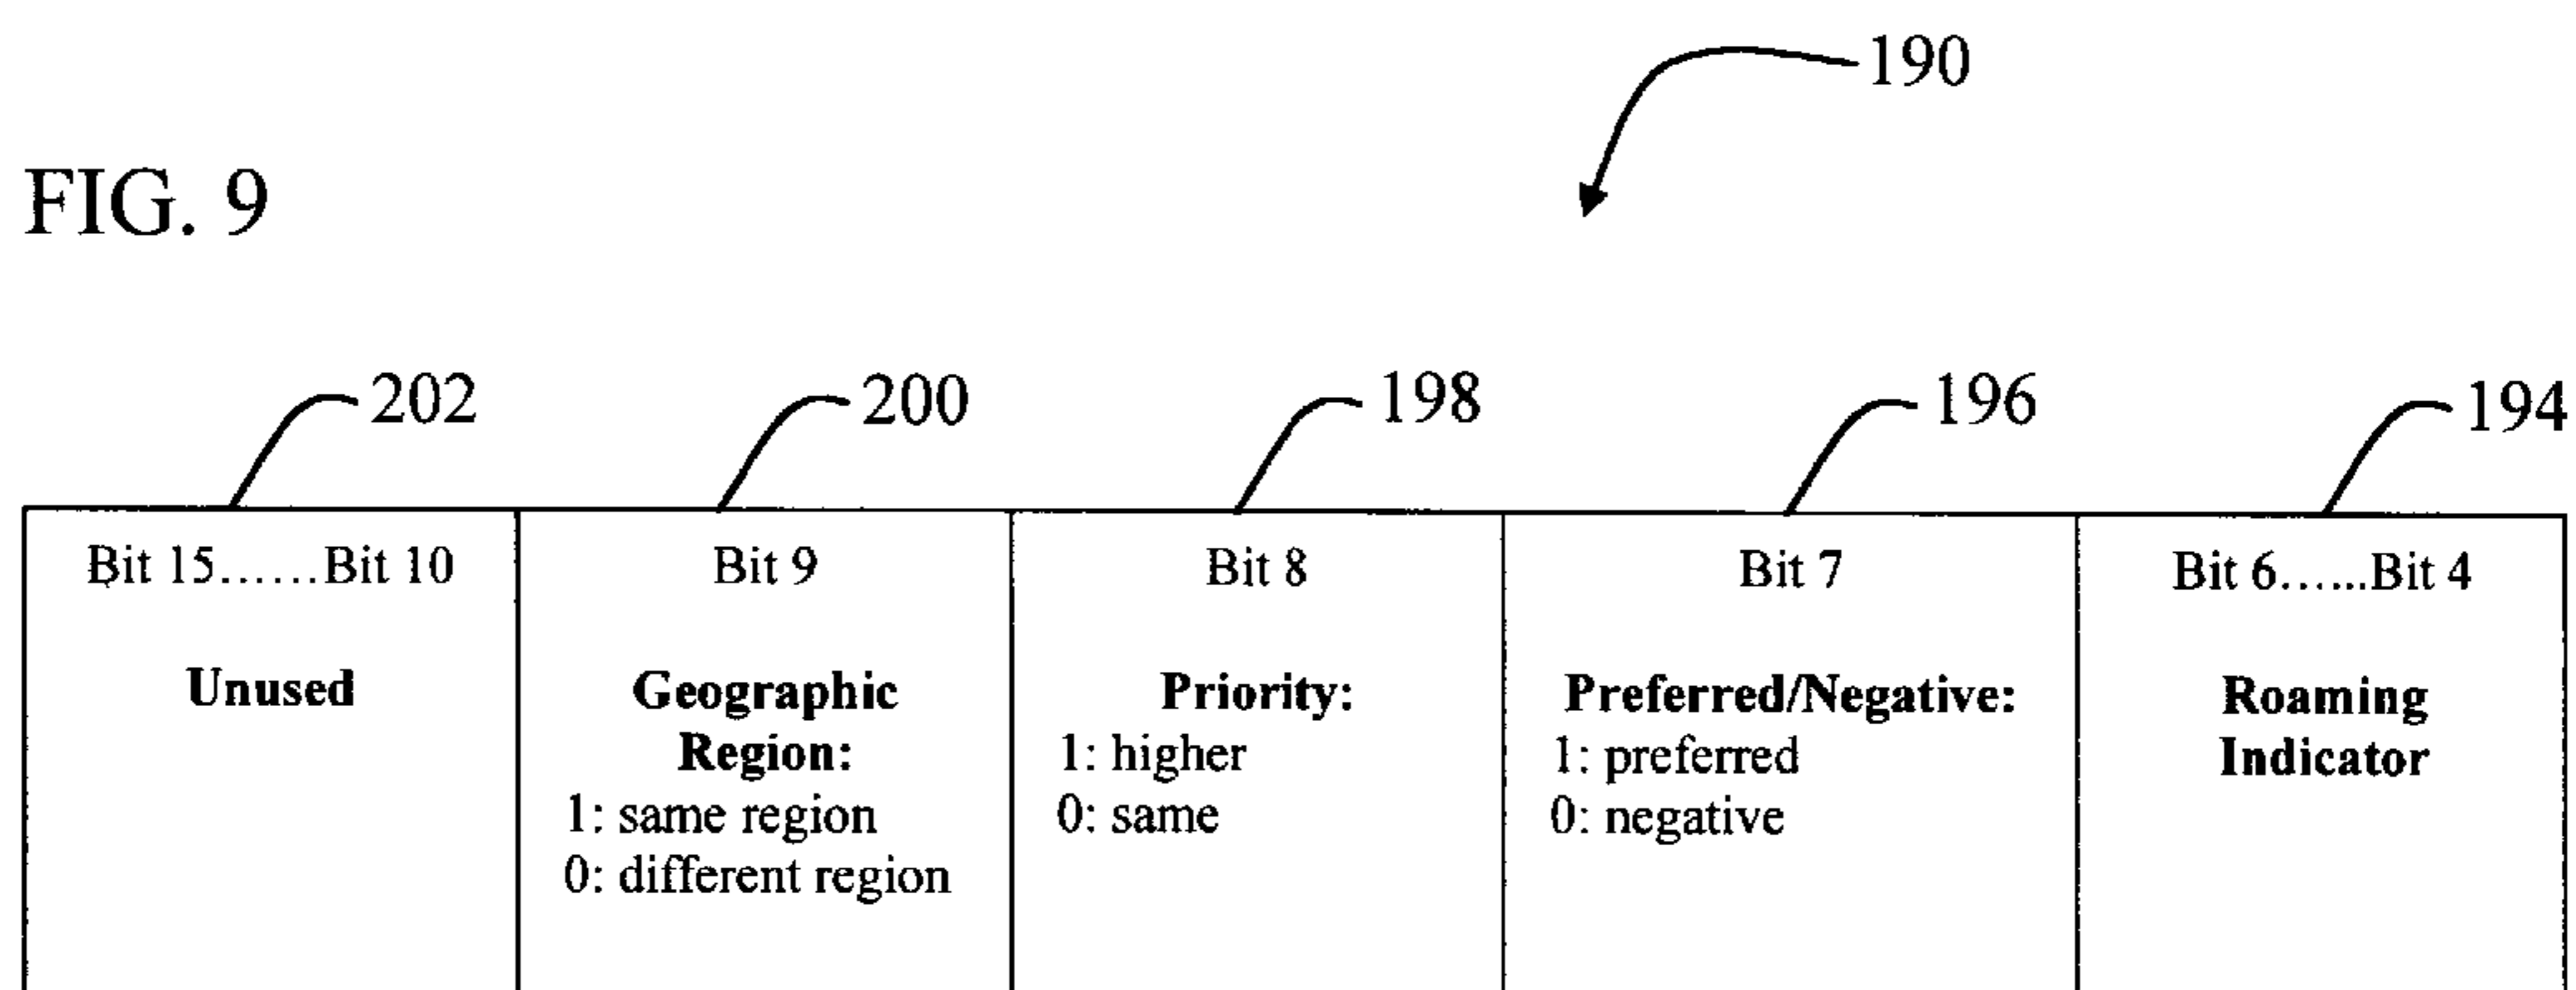 190
FIG. 9
202
200
198
196
194
Bit 15......Bit 10
Unused
Bit 9
Geographic
Region:
1: same region
0: different region
Bit 8
Priority:
1: higher
0: same
Bit 7
Preferred/Negative:
1: preferred
0: negative
Bit 6......Bit 4
Roaming
Indicator